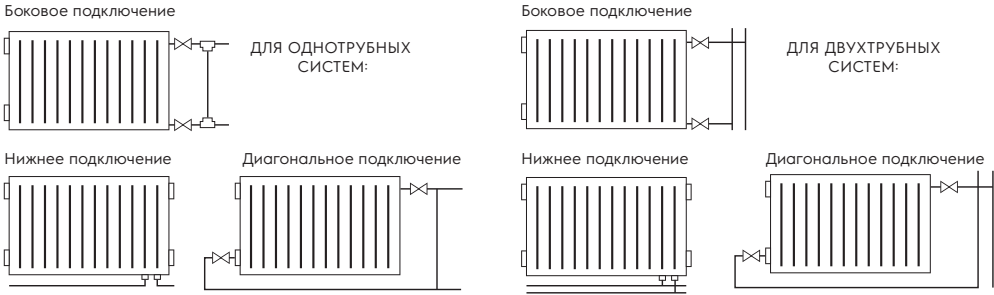 Боковое подключение
ДЛЯ ОДНОТРУБНЫХ
СИСТЕМ:
Нижнее подключение
Диагональное подключение
Боковое подключение
ДЛЯ ДВУХТРУБНЫХ
СИСТЕМ:
Нижнее подключение
Диагональное подключение